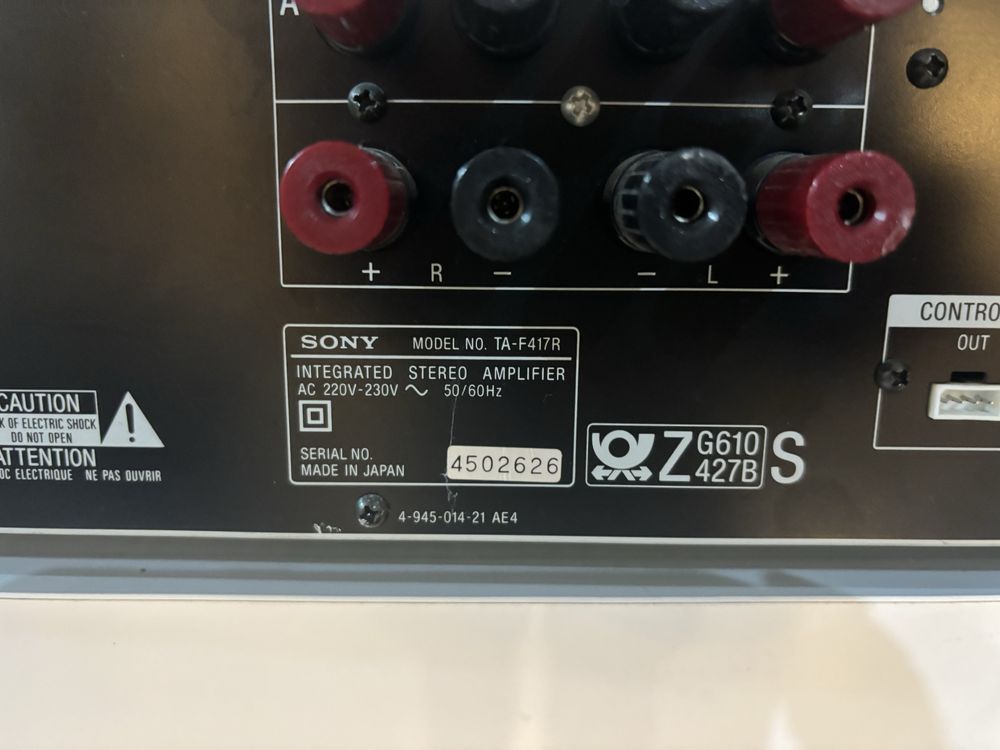 A
+ R − − L +
SONY MODEL NO. TA-F417R
INTEGRATED STEREO AMPLIFIER
AC 220V-230V ~ 50/60Hz
SERIAL NO.
MADE IN JAPAN
4502626
4-945-014-21 AE4
Z G610
427B S
CAUTION
K OF ELECTRIC SHOCK
DO NOT OPEN
ATTENTION
OC ELECTRIQUE NE PAS OUVRIR
CONTRO
OUT